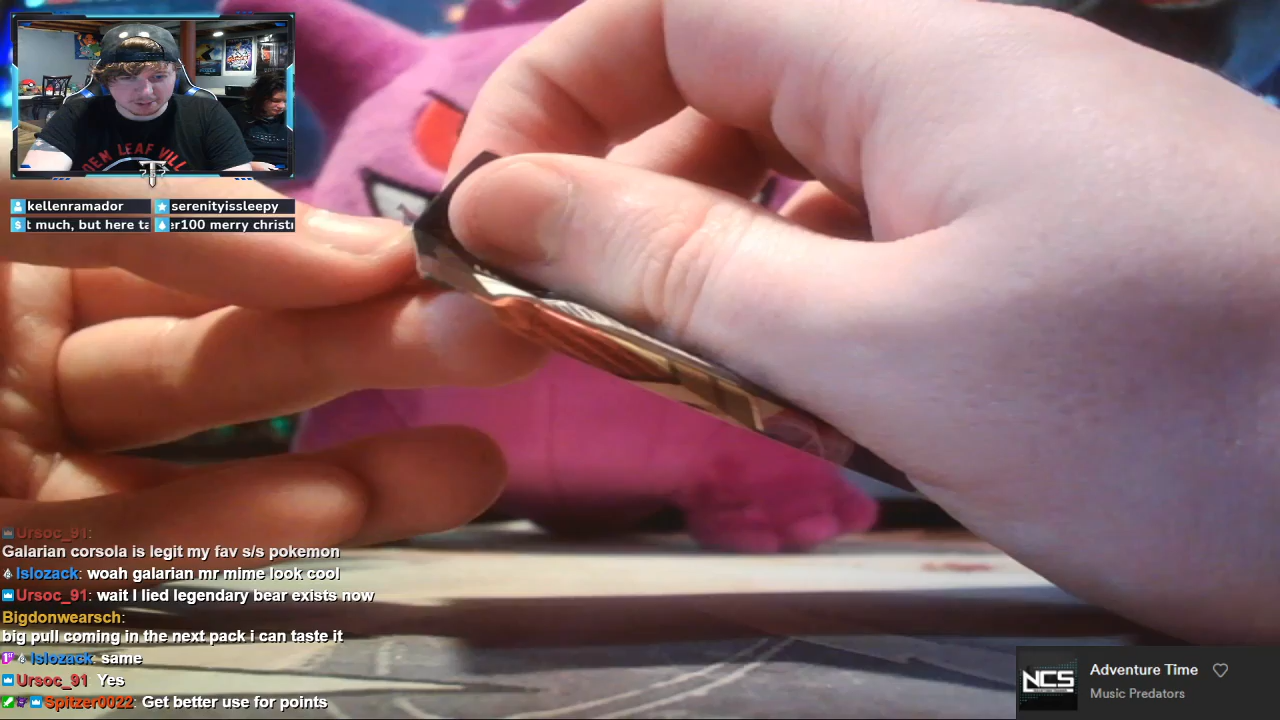 DEN LEAF VILL
kellenramador
serenityissleepy
t much, but here ta
er100 merry christ
Ursoc_91:
Galarian corsola is legit my fav s/s pokemon
Islozack: woah galarian mr mime look cool
Ursoc_91: wait I lied legendary bear exists now
Bigdonwearsch:
big pull coming in the next pack i can taste it
Islozack: same
Ursoc_91 Yes
Spitzer0022: Get better use for points
NCS
Adventure Time
Music Predators